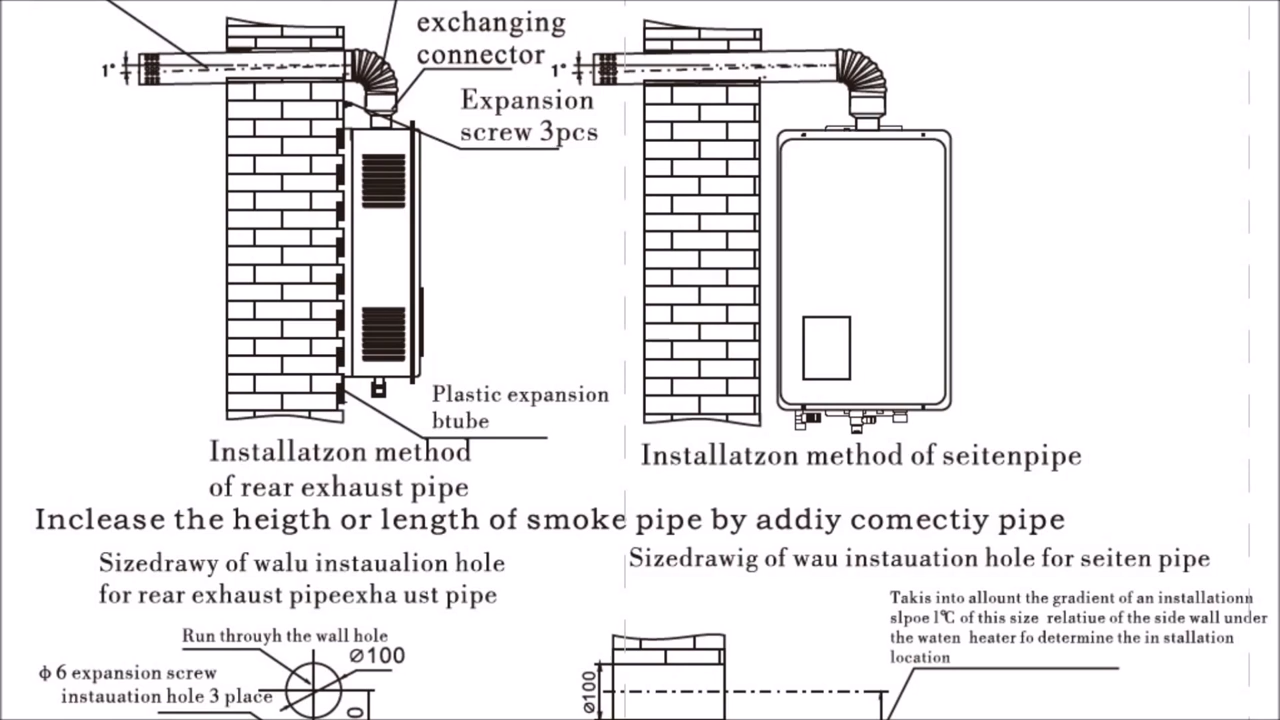 exchanging
connector
1°
1°
Expansion
screw 3pcs
Plastic expansion
btube
Installatzon method
of rear exhaust pipe
Installatzon method of seitenpipe
Inclease the heigth or length of smoke pipe by addiy comectiy pipe
Sizedrawy of walu instaualion hole
for rear exhaust pipeexha ust pipe
Sizedrawig of wau instauation hole for seiten pipe
Takis into allount the gradient of an installationn
slpoe 1℃ of this size relatiue of the side wall under
the waten heater fo determine the in stallation
location
Run throuyh the wall hole
Ø100
ф6 expansion screw
instauation hole 3 place
Ø100
0